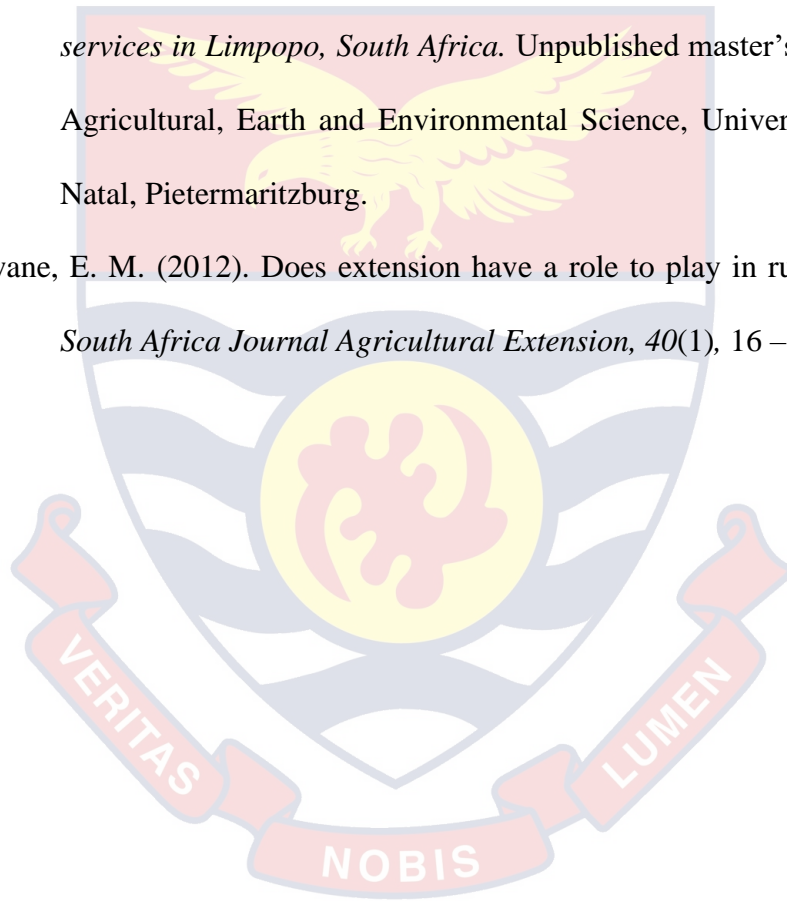 services in Limpopo, South Africa. Unpublished master's
Agricultural, Earth and Environmental Science, Univer
Natal, Pietermaritzburg.
wane, E. M. (2012). Does extension have a role to play in ru
South Africa Journal Agricultural Extension, 40(1), 16 –
VERITAS
NOBIS
LUMEN